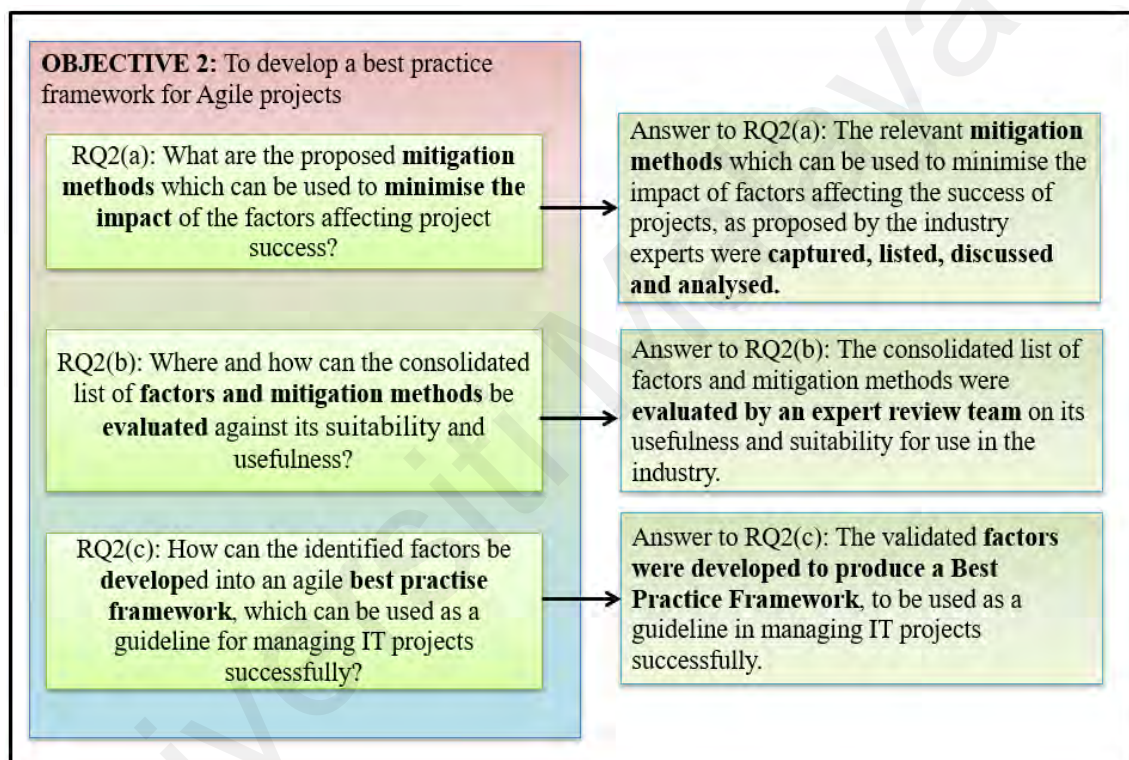 OBJECTIVE 2: To develop a best practice
framework for Agile projects
RQ2(a): What are the proposed mitigation
methods which can be used to minimise the
impact of the factors affecting project
success?
Answer to RQ2(a): The relevant mitigation
methods which can be used to minimise the
impact of factors affecting the success of
projects, as proposed by the industry
experts were captured, listed, discussed
and analysed.
RQ2(b): Where and how can the consolidated
list of factors and mitigation methods be
evaluated against its suitability and
usefulness?
Answer to RQ2(b): The consolidated list of
factors and mitigation methods were
evaluated by an expert review team on its
usefulness and suitability for use in the
industry.
RQ2(c): How can the identified factors be
developed into an agile best practise
framework, which can be used as a
guideline for managing IT projects
successfully?
Answer to RQ2(c): The validated factors
were developed to produce a Best
Practice Framework, to be used as a
guideline in managing IT projects
successfully.